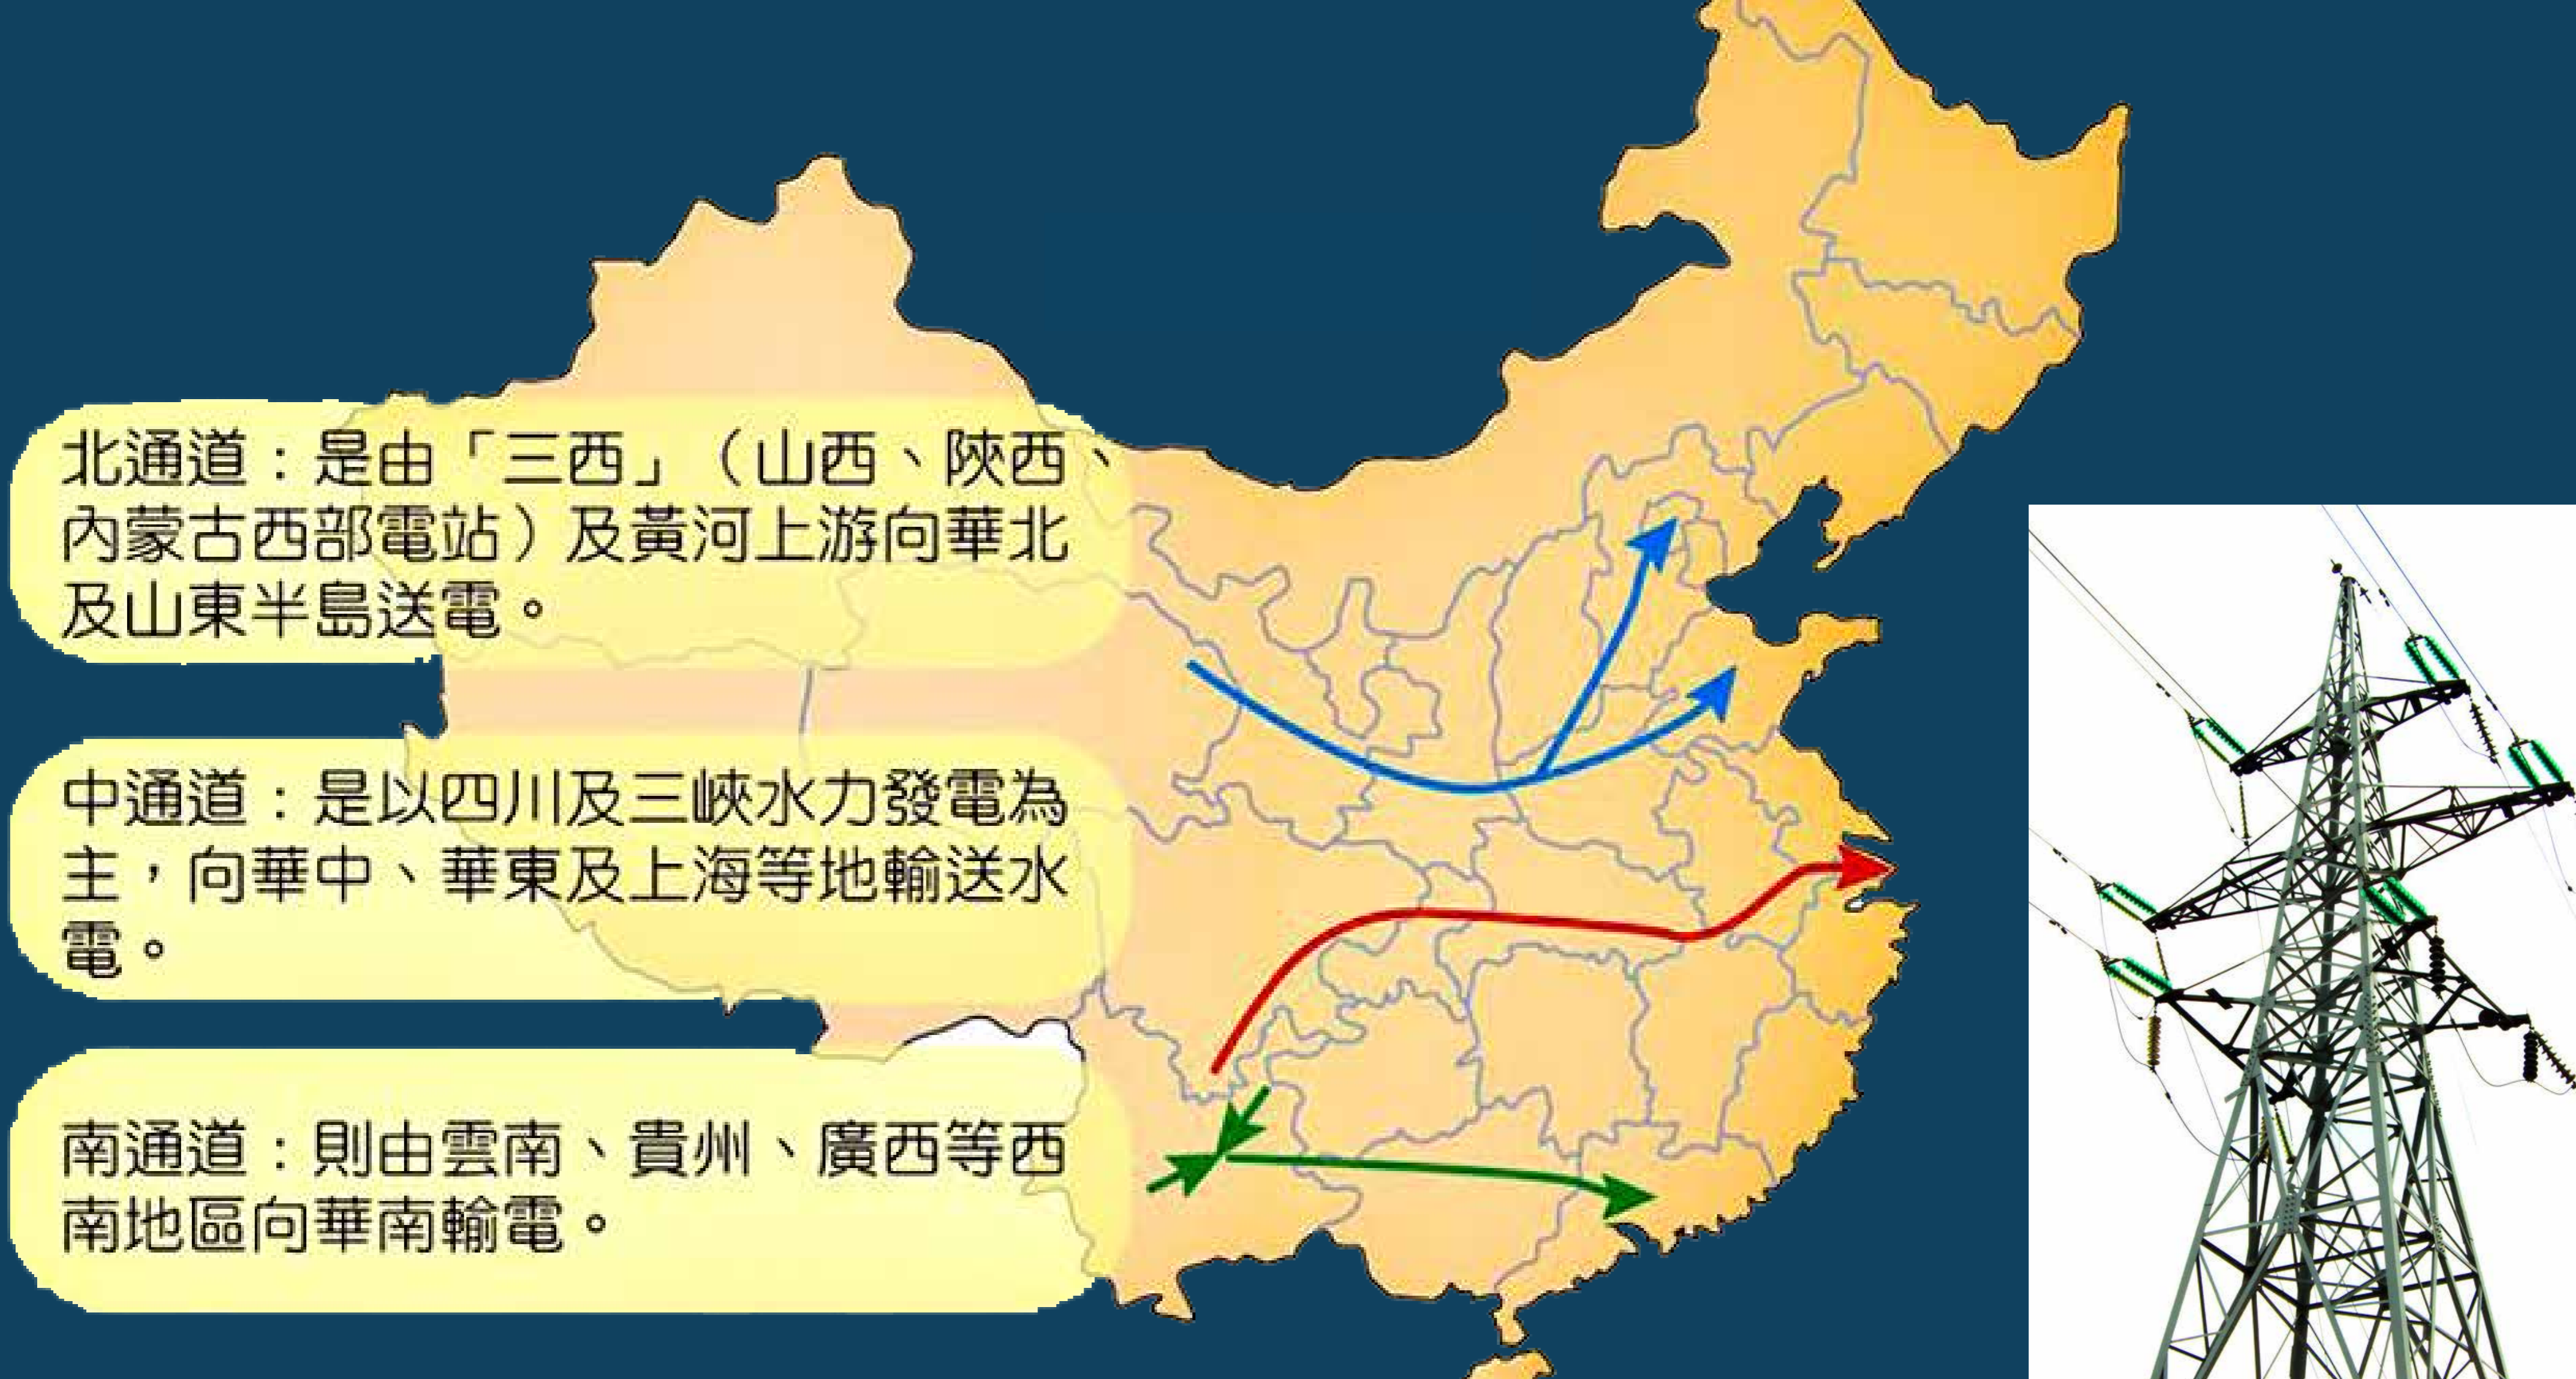 北通道：是由「三西」（山西、陝西、
內蒙古西部電站）及黃河上游向華北
及山東半島送電。
中通道：是以四川及三峽水力發電為
主，向華中、華東及上海等地輸送水
電。
南通道：則由雲南、貴州、廣西等西
南地區向華南輸電。